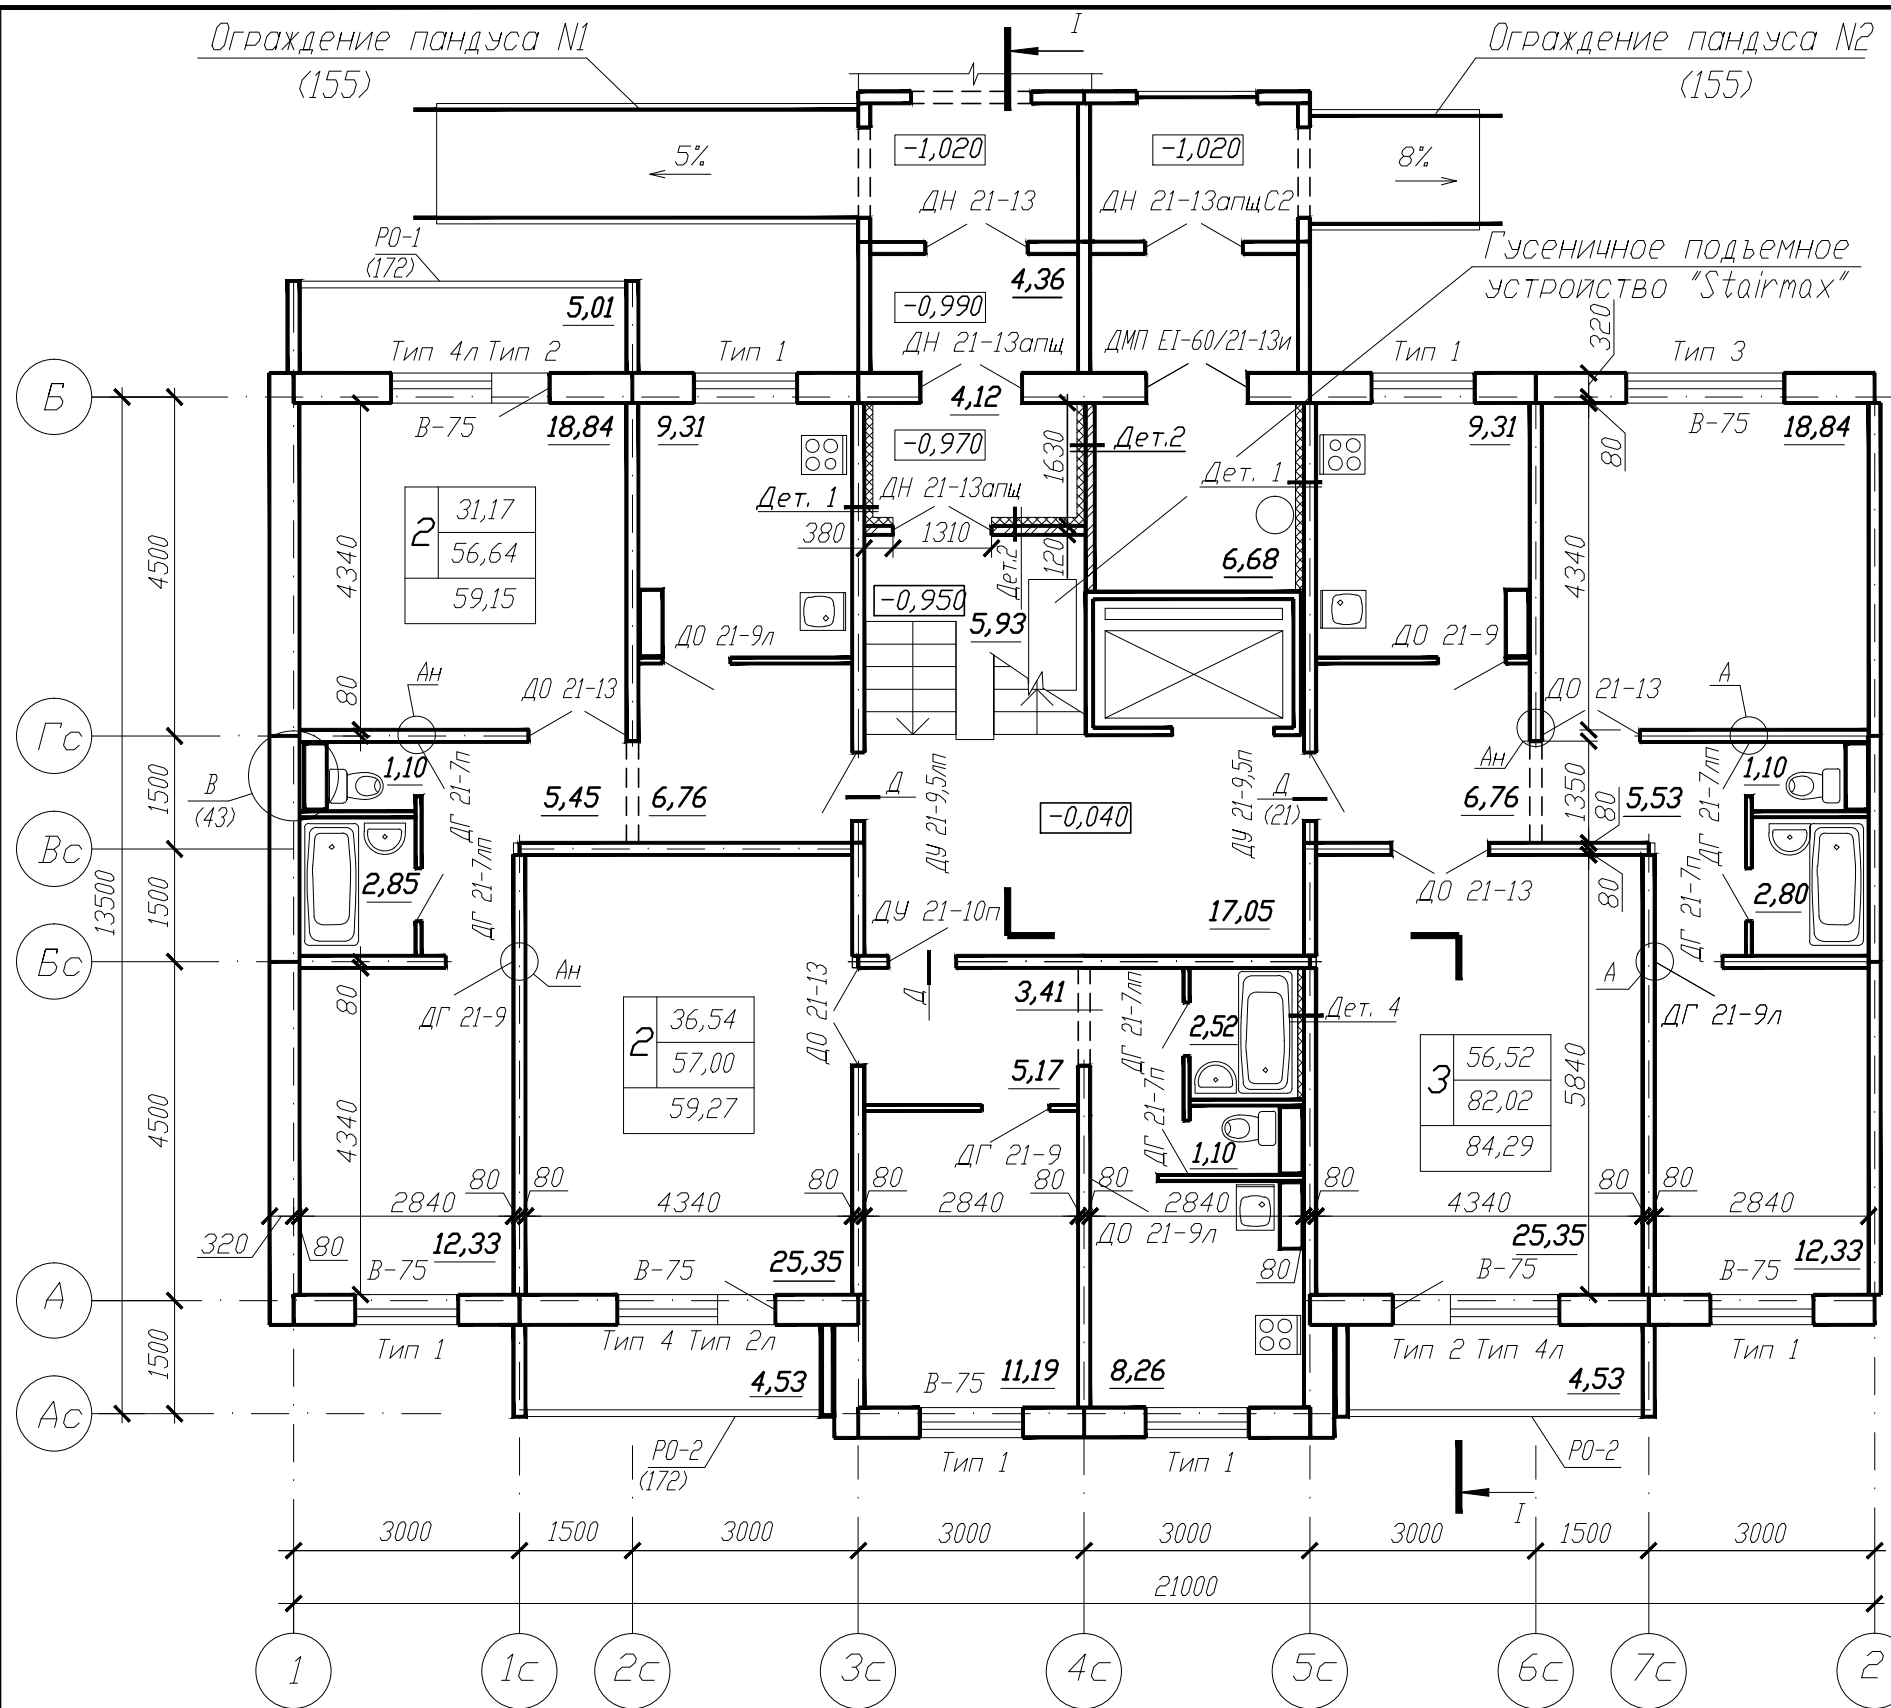 Ограждение пандуса N1
(155)
I
Ограждение пандуса N2
(155)
5%
-1,020
-1,020
8%
ДН 21-13
ДН 21-13апщС2
РО-1
(172)
Гусеничное подъемное
устройство "Stairmax"
5,01
4,36
-0,990
320
Тип 4л Тип 2
Тип 1
ДН 21-13апщ
ДМП EI-60/21-13и
Тип 1
Тип 3
Б
4,12
В-75
18,84
9,31
-0,970
1630
Дет.2
9,31
80
В-75
18,84
Дет. 1
ДН 21-13апщ
Дет. 1
2
31,17
56,64
59,15
380
1310
120
Дет.2
6,68
4500
4340
4340
-0,950
5,93
ДО 21-9л
ДО 21-9
80
Ан
ДО 21-13
ДО 21-13
А
Гс
1,10
ДГ 21-7п
Ан
1,10
ДГ 21-7лп
В
(43)
1500
5,45
6,76
Д
ДУ 21-9,5лп
-0,040
ДУ 21-9,5п
Д
(21)
6,76
1350
80
5,53
Вс
13500
1500
2,85
ДГ 21-7лп
ДУ 21-10п
17,05
ДО 21-13
80
ДГ 21-7п
2,80
Бс
80
ДГ 21-9
Ан
ДО 21-13
Д
3,41
ДГ 21-7лп
2,52
Дет. 4
А
ДГ 21-9л
2
36,54
57,00
59,27
5,17
3
56,52
82,02
84,29
5840
4500
4340
ДГ 21-9
ДГ 21-7п
1,10
80
80
80
80
80
80
80
80
80
2840
4340
2840
2840
4340
2840
320
80
12,33
25,35
ДО 21-9л
80
25,35
12,33
В-75
В-75
В-75
В-75
А
Тип 1
Тип 4 Тип 2л
Тип 2 Тип 4л
Тип 1
1500
4,53
В-75
11,19
8,26
4,53
Ас
РО-2
(172)
Тип 1
Тип 1
РО-2
I
3000
1500
3000
3000
3000
3000
1500
3000
21000
1
1с
2с
3с
4с
5с
6с
7с
2